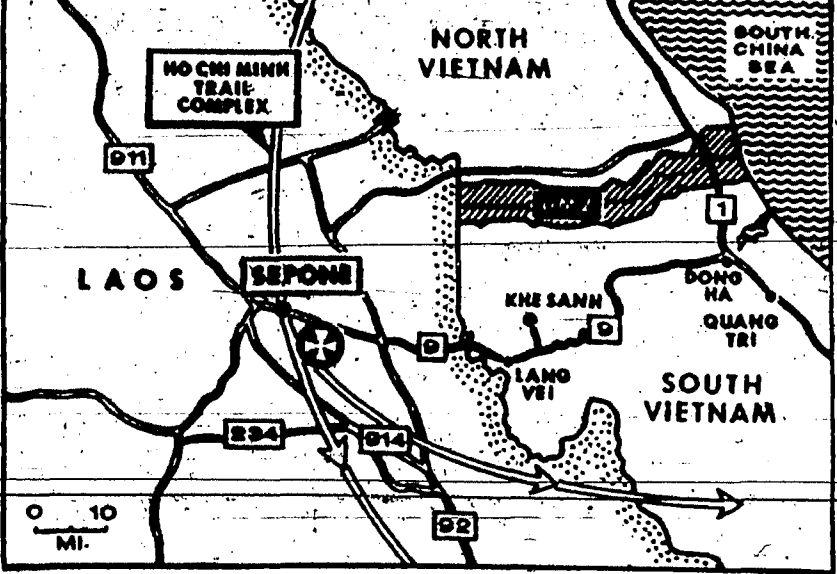 NORTH
VIETNAM
SOUTH
CHINA
SEA
HO CHI MINH
TRAIL
COMPLEX
911
1
LAOS
SEPONE
DONG
HA
KHE SANH
QUANG
TRI
9
9
LANG
VEI
SOUTH
VIETNAM
234
914
0 10
MI.
92